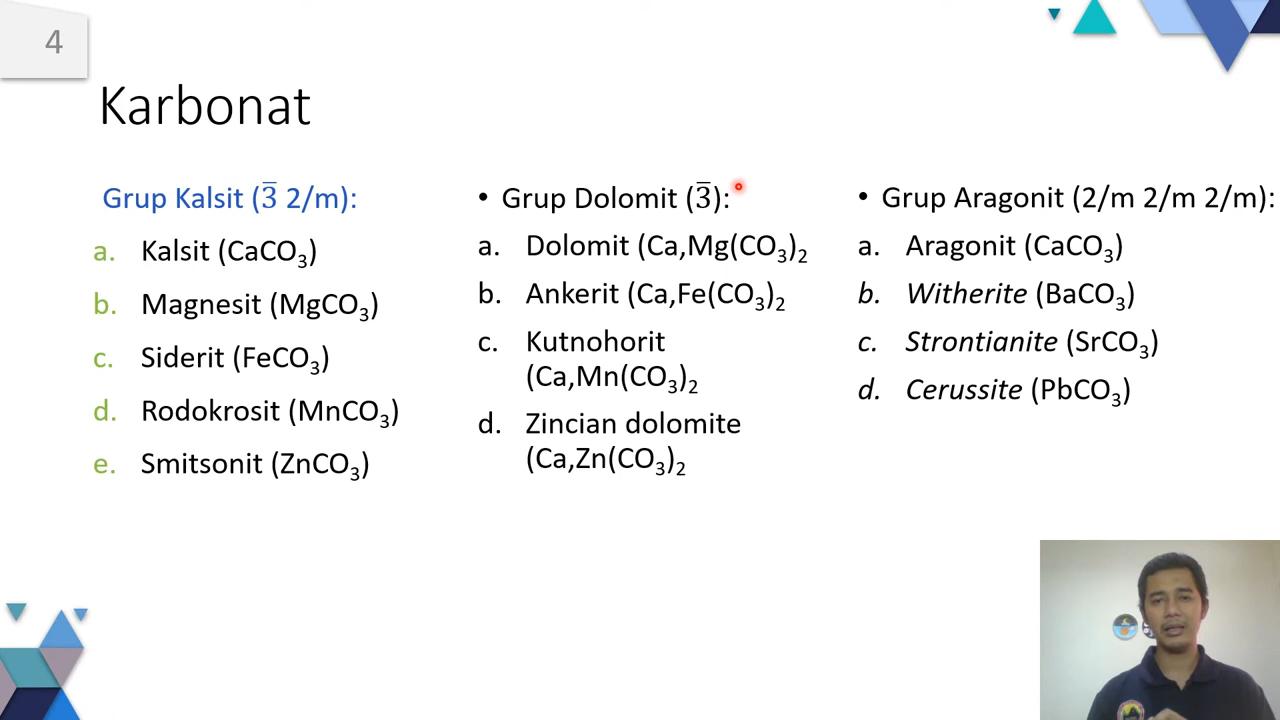 4
Karbonat
Grup Kalsit (3̅ 2/m):
a. Kalsit (CaCO₃)
b. Magnesit (MgCO₃)
c. Siderit (FeCO₃)
d. Rodokrosit (MnCO₃)
e. Smitsonit (ZnCO₃)
• Grup Dolomit (3̅):
a. Dolomit (Ca,Mg(CO₃)₂
b. Ankerit (Ca,Fe(CO₃)₂
c. Kutnohorit
(Ca,Mn(CO₃)₂
d. Zincian dolomite
(Ca,Zn(CO₃)₂
• Grup Aragonit (2/m 2/m 2/m):
a. Aragonit (CaCO₃)
b. Witherite (BaCO₃)
c. Strontianite (SrCO₃)
d. Cerussite (PbCO₃)